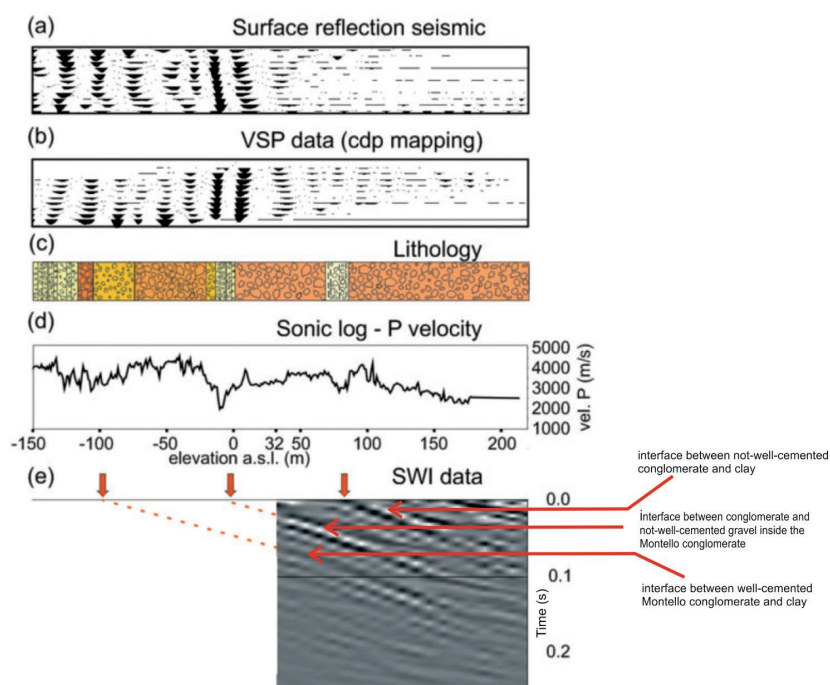 (a) Surface reflection seismic
(b) VSP data (cdp mapping)
(c) Lithology
(d) Sonic log - P velocity
5000
4000
3000
2000
1000
vel. P (m/s)
-150 -100 -50 0 32 50 100 150 200
elevation a.s.l. (m)
(e) SWI data
0.0
0.1
0.2
Time (s)
interface between not-well-cemented
conglomerate and clay
interface between conglomerate and
not-well-cemented gravel inside the
Montello conglomerate
interface between well-cemented
Montello conglomerate and clay